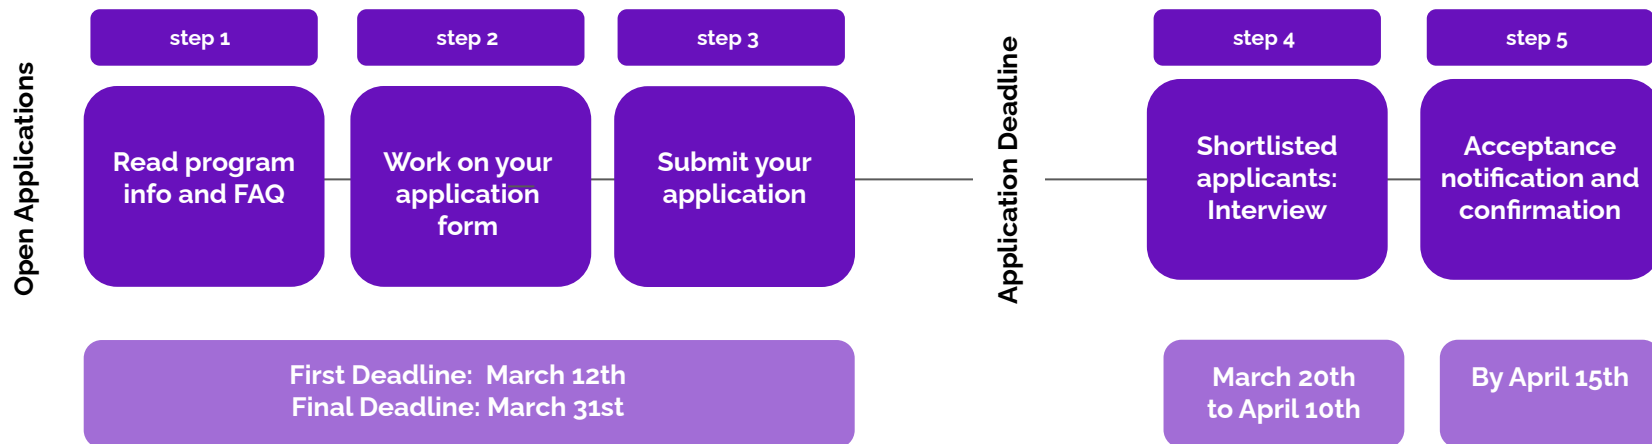 Open Applications
step 1
Read program
info and FAQ
step 2
Work on your
application
form
step 3
Submit your
application
First Deadline: March 12th
Final Deadline: March 31st
Application Deadline
step 4
Shortlisted
applicants:
Interview
March 20th
to April 10th
step 5
Acceptance
notification and
confirmation
By April 15th